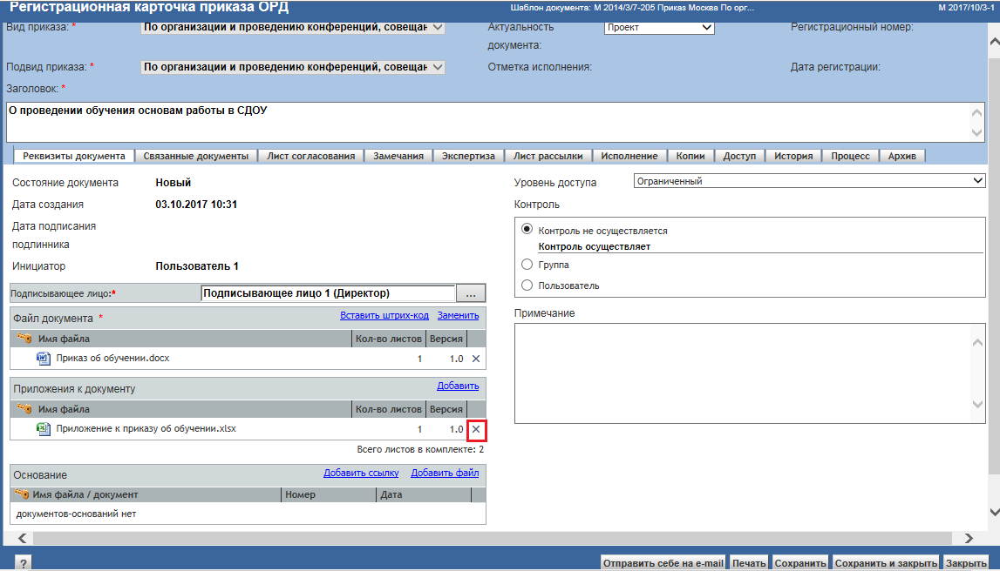 Регистрационная карточка приказа ОРД
Шаблон документа: М 2014/3/7-205 Приказ Москва По орг...
М 2017/10/3-1
Вид приказа: *
По организации и проведению конференций, совещан
Актуальность документа:
Проект
Регистрационный номер:
Подвид приказа: *
По организации и проведению конференций, совещан
Отметка исполнения:
Дата регистрации:
Заголовок: *
О проведении обучения основам работы в СДОУ
Реквизиты документа Связанные документы Лист согласования Замечания Экспертиза Лист рассылки Исполнение Копии Доступ История Процесс Архив
Состояние документа Новый
Дата создания 03.10.2017 10:31
Дата подписания
подлинника
Инициатор Пользователь 1
Подписывающее лицо:* Подписывающее лицо 1 (Директор) ...
Файл документа * Вставить штрих-код Заменить
Имя файла Кол-во листов Версия
Приказ об обучении.docx 1 1.0
Приложения к документу Добавить
Имя файла Кол-во листов Версия
Приложение к приказу об обучении.xlsx 1 1.0
Всего листов в комплекте: 2
Основание Добавить ссылку Добавить файл
Имя файла / документ Номер Дата
документов-оснований нет
Уровень доступа Ограниченный
Контроль
Контроль не осуществляется
Контроль осуществляет
Группа
Пользователь
Примечание
? Отправить себе на e-mail Печать Сохранить Сохранить и закрыть Закрыть